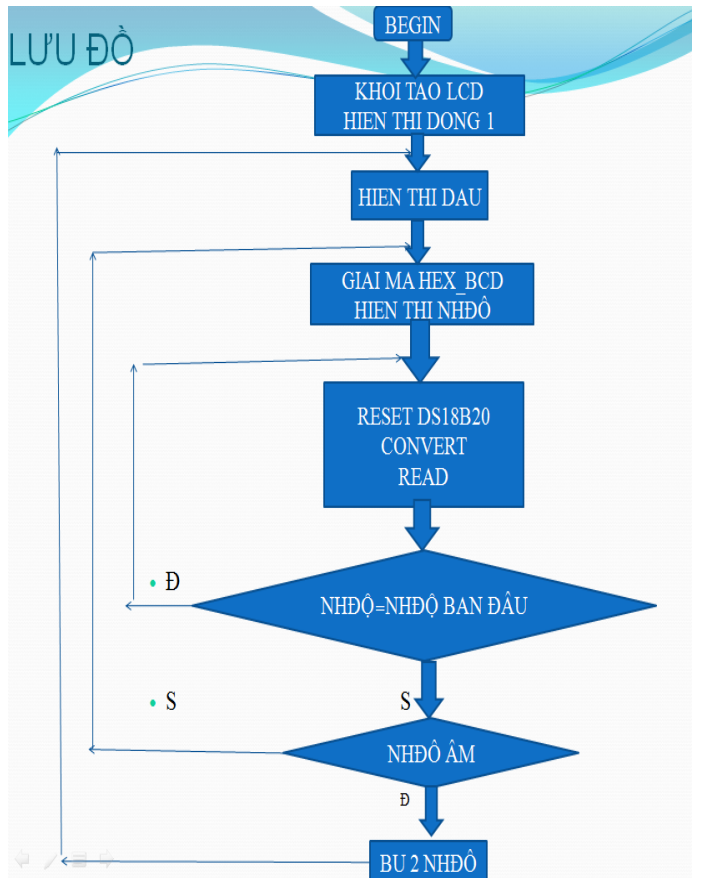 LƯU ĐỒ
BEGIN
KHOI TAO LCD
HIEN THI DONG 1
HIEN THI DAU
GIAI MA HEX_BCD
HIEN THI NHĐÔ
RESET DS18B20
CONVERT
READ
• Đ
NHĐỘ=NHĐỘ BAN ĐÂU
• S
S
NHĐÔ ÂM
Đ
BU 2 NHĐÔ